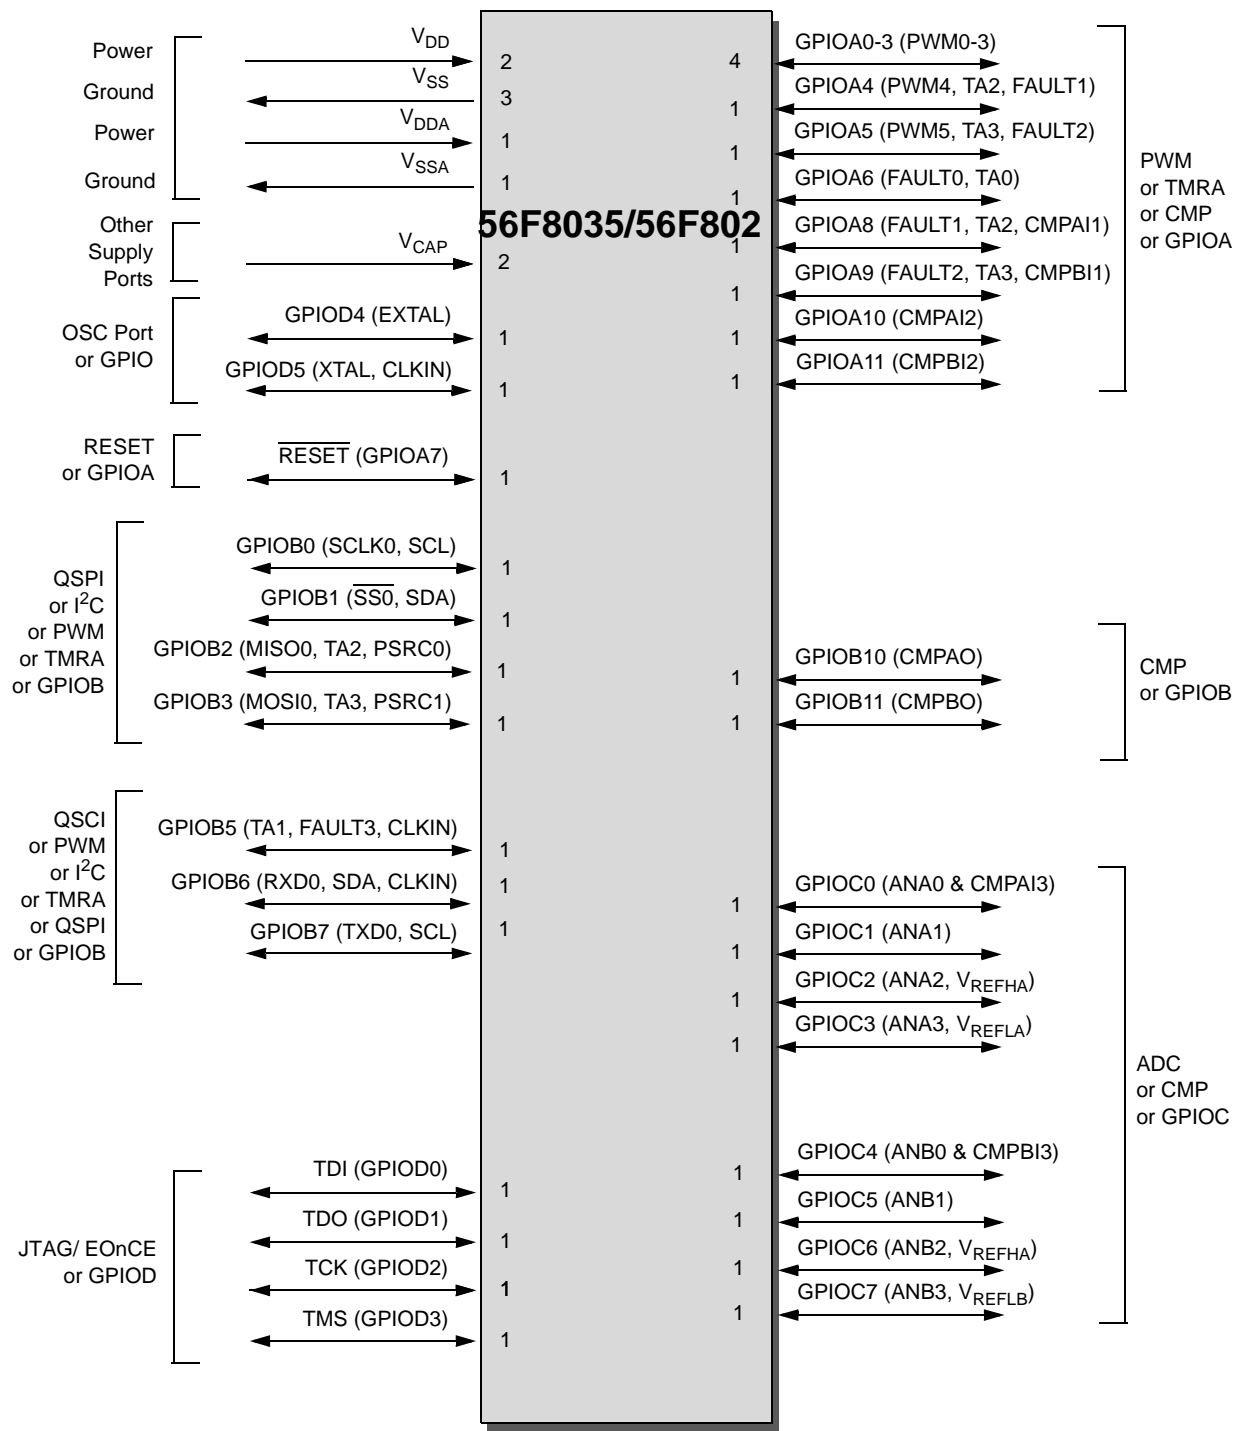 Power
Ground
Power
Ground
VDD
VSS
VDDA
VSSA
2
3
1
1
Other
Supply
Ports
VCAP
2
OSC Port
or GPIO
GPIOD4 (EXTAL)
1
GPIOD5 (XTAL, CLKIN)
1
RESET
or GPIOA
RESET (GPIOA7)
1
QSPI
or I2C
or PWM
or TMRA
or GPIOB
GPIOB0 (SCLK0, SCL)
1
GPIOB1 (SS0, SDA)
1
GPIOB2 (MISO0, TA2, PSRC0)
1
GPIOB3 (MOSI0, TA3, PSRC1)
1
QSCI
or PWM
or I2C
or TMRA
or QSPI
or GPIOB
GPIOB5 (TA1, FAULT3, CLKIN)
1
GPIOB6 (RXD0, SDA, CLKIN)
1
GPIOB7 (TXD0, SCL)
1
JTAG/ EOnCE
or GPIOD
TDI (GPIOD0)
1
TDO (GPIOD1)
1
TCK (GPIOD2)
1
TMS (GPIOD3)
1
56F8035/56F802
4
GPIOA0-3 (PWM0-3)
1
GPIOA4 (PWM4, TA2, FAULT1)
1
GPIOA5 (PWM5, TA3, FAULT2)
1
GPIOA6 (FAULT0, TA0)
1
GPIOA8 (FAULT1, TA2, CMPAI1)
1
GPIOA9 (FAULT2, TA3, CMPBI1)
1
GPIOA10 (CMPAI2)
1
GPIOA11 (CMPBI2)
PWM
or TMRA
or CMP
or GPIOA
1
GPIOB10 (CMPAO)
1
GPIOB11 (CMPBO)
CMP
or GPIOB
1
GPIOC0 (ANA0 & CMPAI3)
1
GPIOC1 (ANA1)
1
GPIOC2 (ANA2, VREFHA)
1
GPIOC3 (ANA3, VREFLA)
1
GPIOC4 (ANB0 & CMPBI3)
1
GPIOC5 (ANB1)
1
GPIOC6 (ANB2, VREFHA)
1
GPIOC7 (ANB3, VREFLB)
ADC
or CMP
or GPIOC